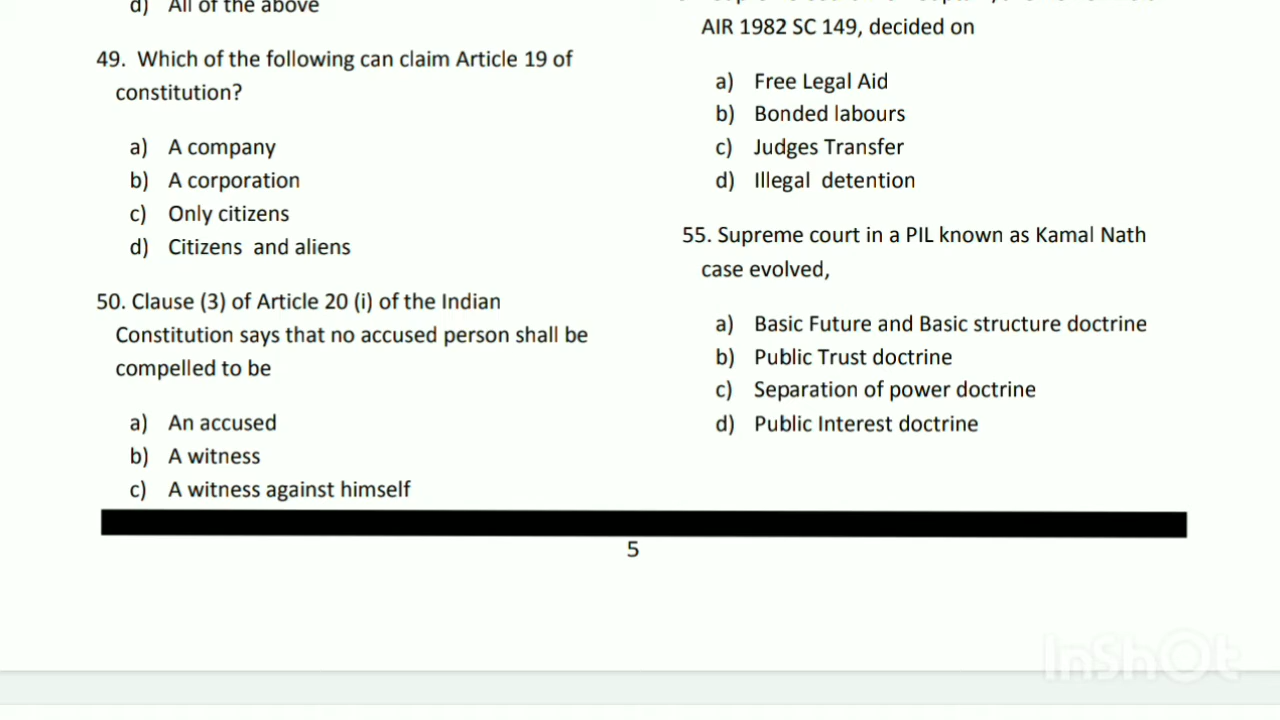 d) All of the above
49. Which of the following can claim Article 19 of
constitution?
a) A company
b) A corporation
c) Only citizens
d) Citizens and aliens
50. Clause (3) of Article 20 (i) of the Indian
Constitution says that no accused person shall be
compelled to be
a) An accused
b) A witness
c) A witness against himself
AIR 1982 SC 149, decided on
a) Free Legal Aid
b) Bonded labours
c) Judges Transfer
d) Illegal detention
55. Supreme court in a PIL known as Kamal Nath
case evolved,
a) Basic Future and Basic structure doctrine
b) Public Trust doctrine
c) Separation of power doctrine
d) Public Interest doctrine
5
InShOt